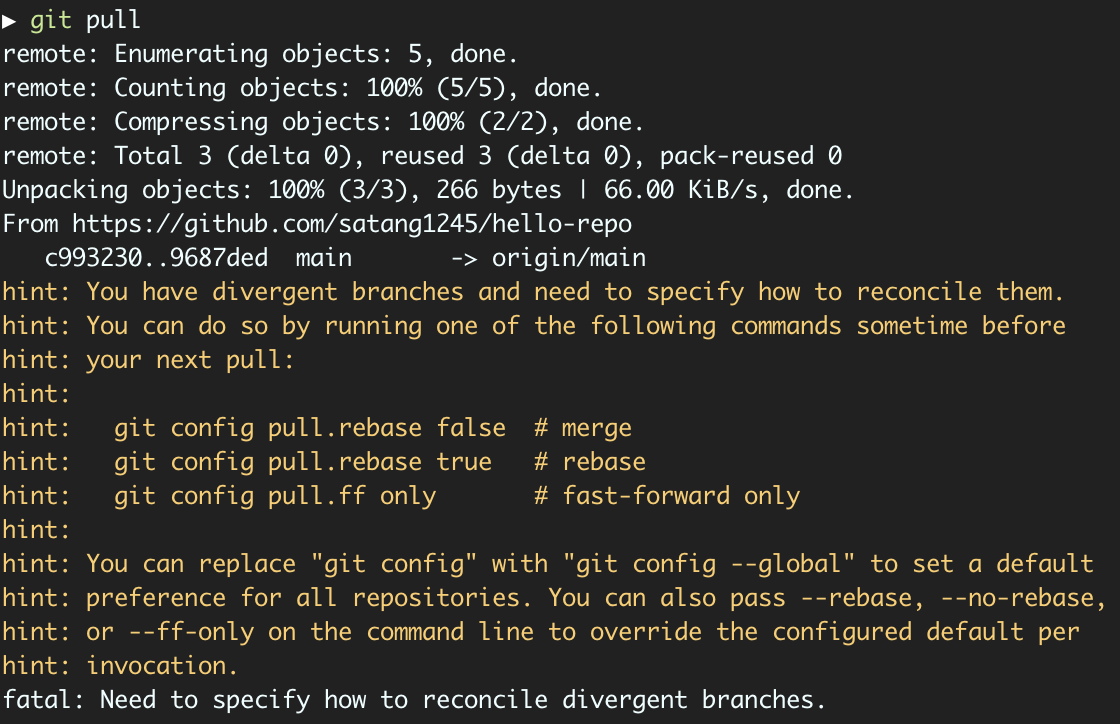 ▶ git pull
remote: Enumerating objects: 5, done.
remote: Counting objects: 100% (5/5), done.
remote: Compressing objects: 100% (2/2), done.
remote: Total 3 (delta 0), reused 3 (delta 0), pack-reused 0
Unpacking objects: 100% (3/3), 266 bytes | 66.00 KiB/s, done.
From https://github.com/satang1245/hello-repo
   c993230..9687ded  main       -> origin/main
hint: You have divergent branches and need to specify how to reconcile them.
hint: You can do so by running one of the following commands sometime before
hint: your next pull:
hint:
hint:   git config pull.rebase false  # merge
hint:   git config pull.rebase true   # rebase
hint:   git config pull.ff only       # fast-forward only
hint:
hint: You can replace "git config" with "git config --global" to set a default
hint: preference for all repositories. You can also pass --rebase, --no-rebase,
hint: or --ff-only on the command line to override the configured default per
hint: invocation.
fatal: Need to specify how to reconcile divergent branches.